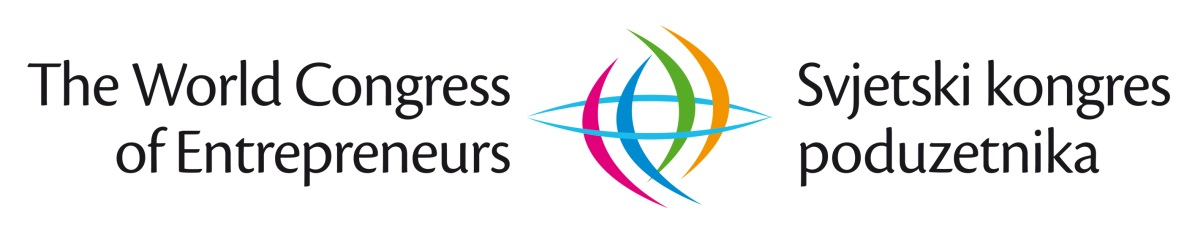 The World Congress
of Entrepreneurs
Svjetski kongres
poduzetnika